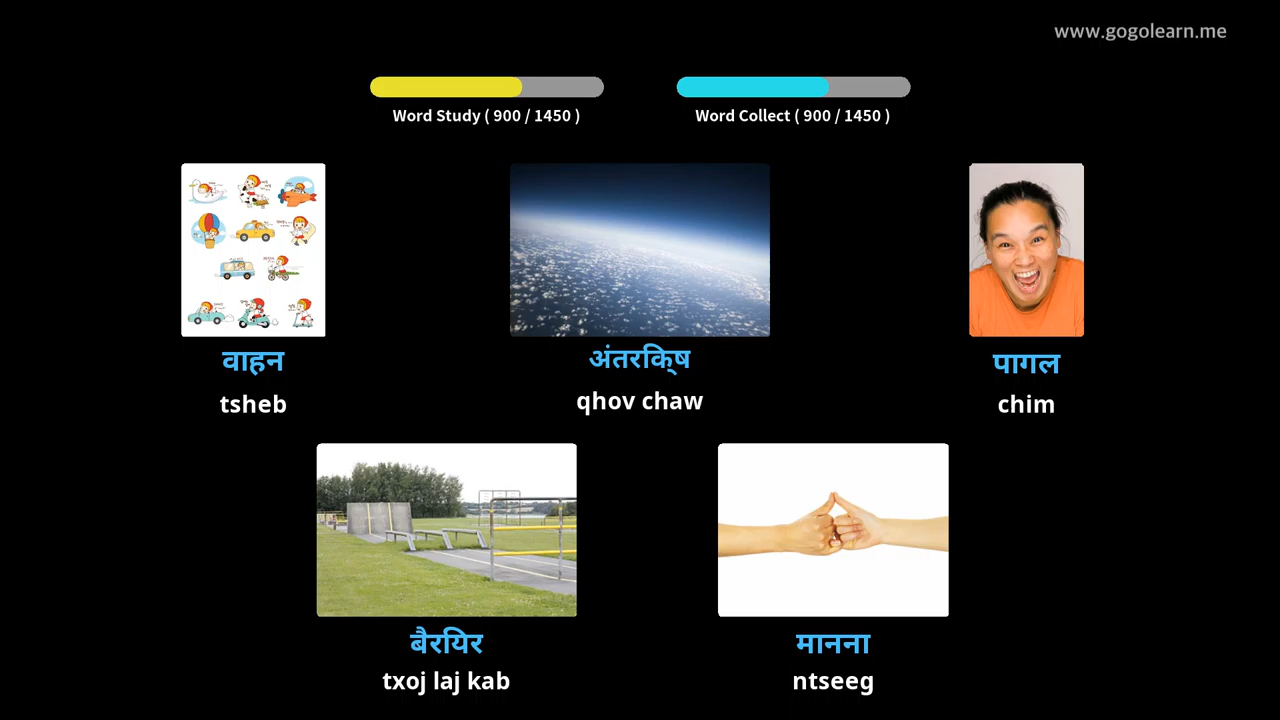 www.gogolearn.me
Word Study ( 900 / 1450 )
Word Collect ( 900 / 1450 )
वाहन
अंतरक्षि
पागल
tsheb
qhov chaw
chim
बैरयिर
मानना
txoj laj kab
ntseeg